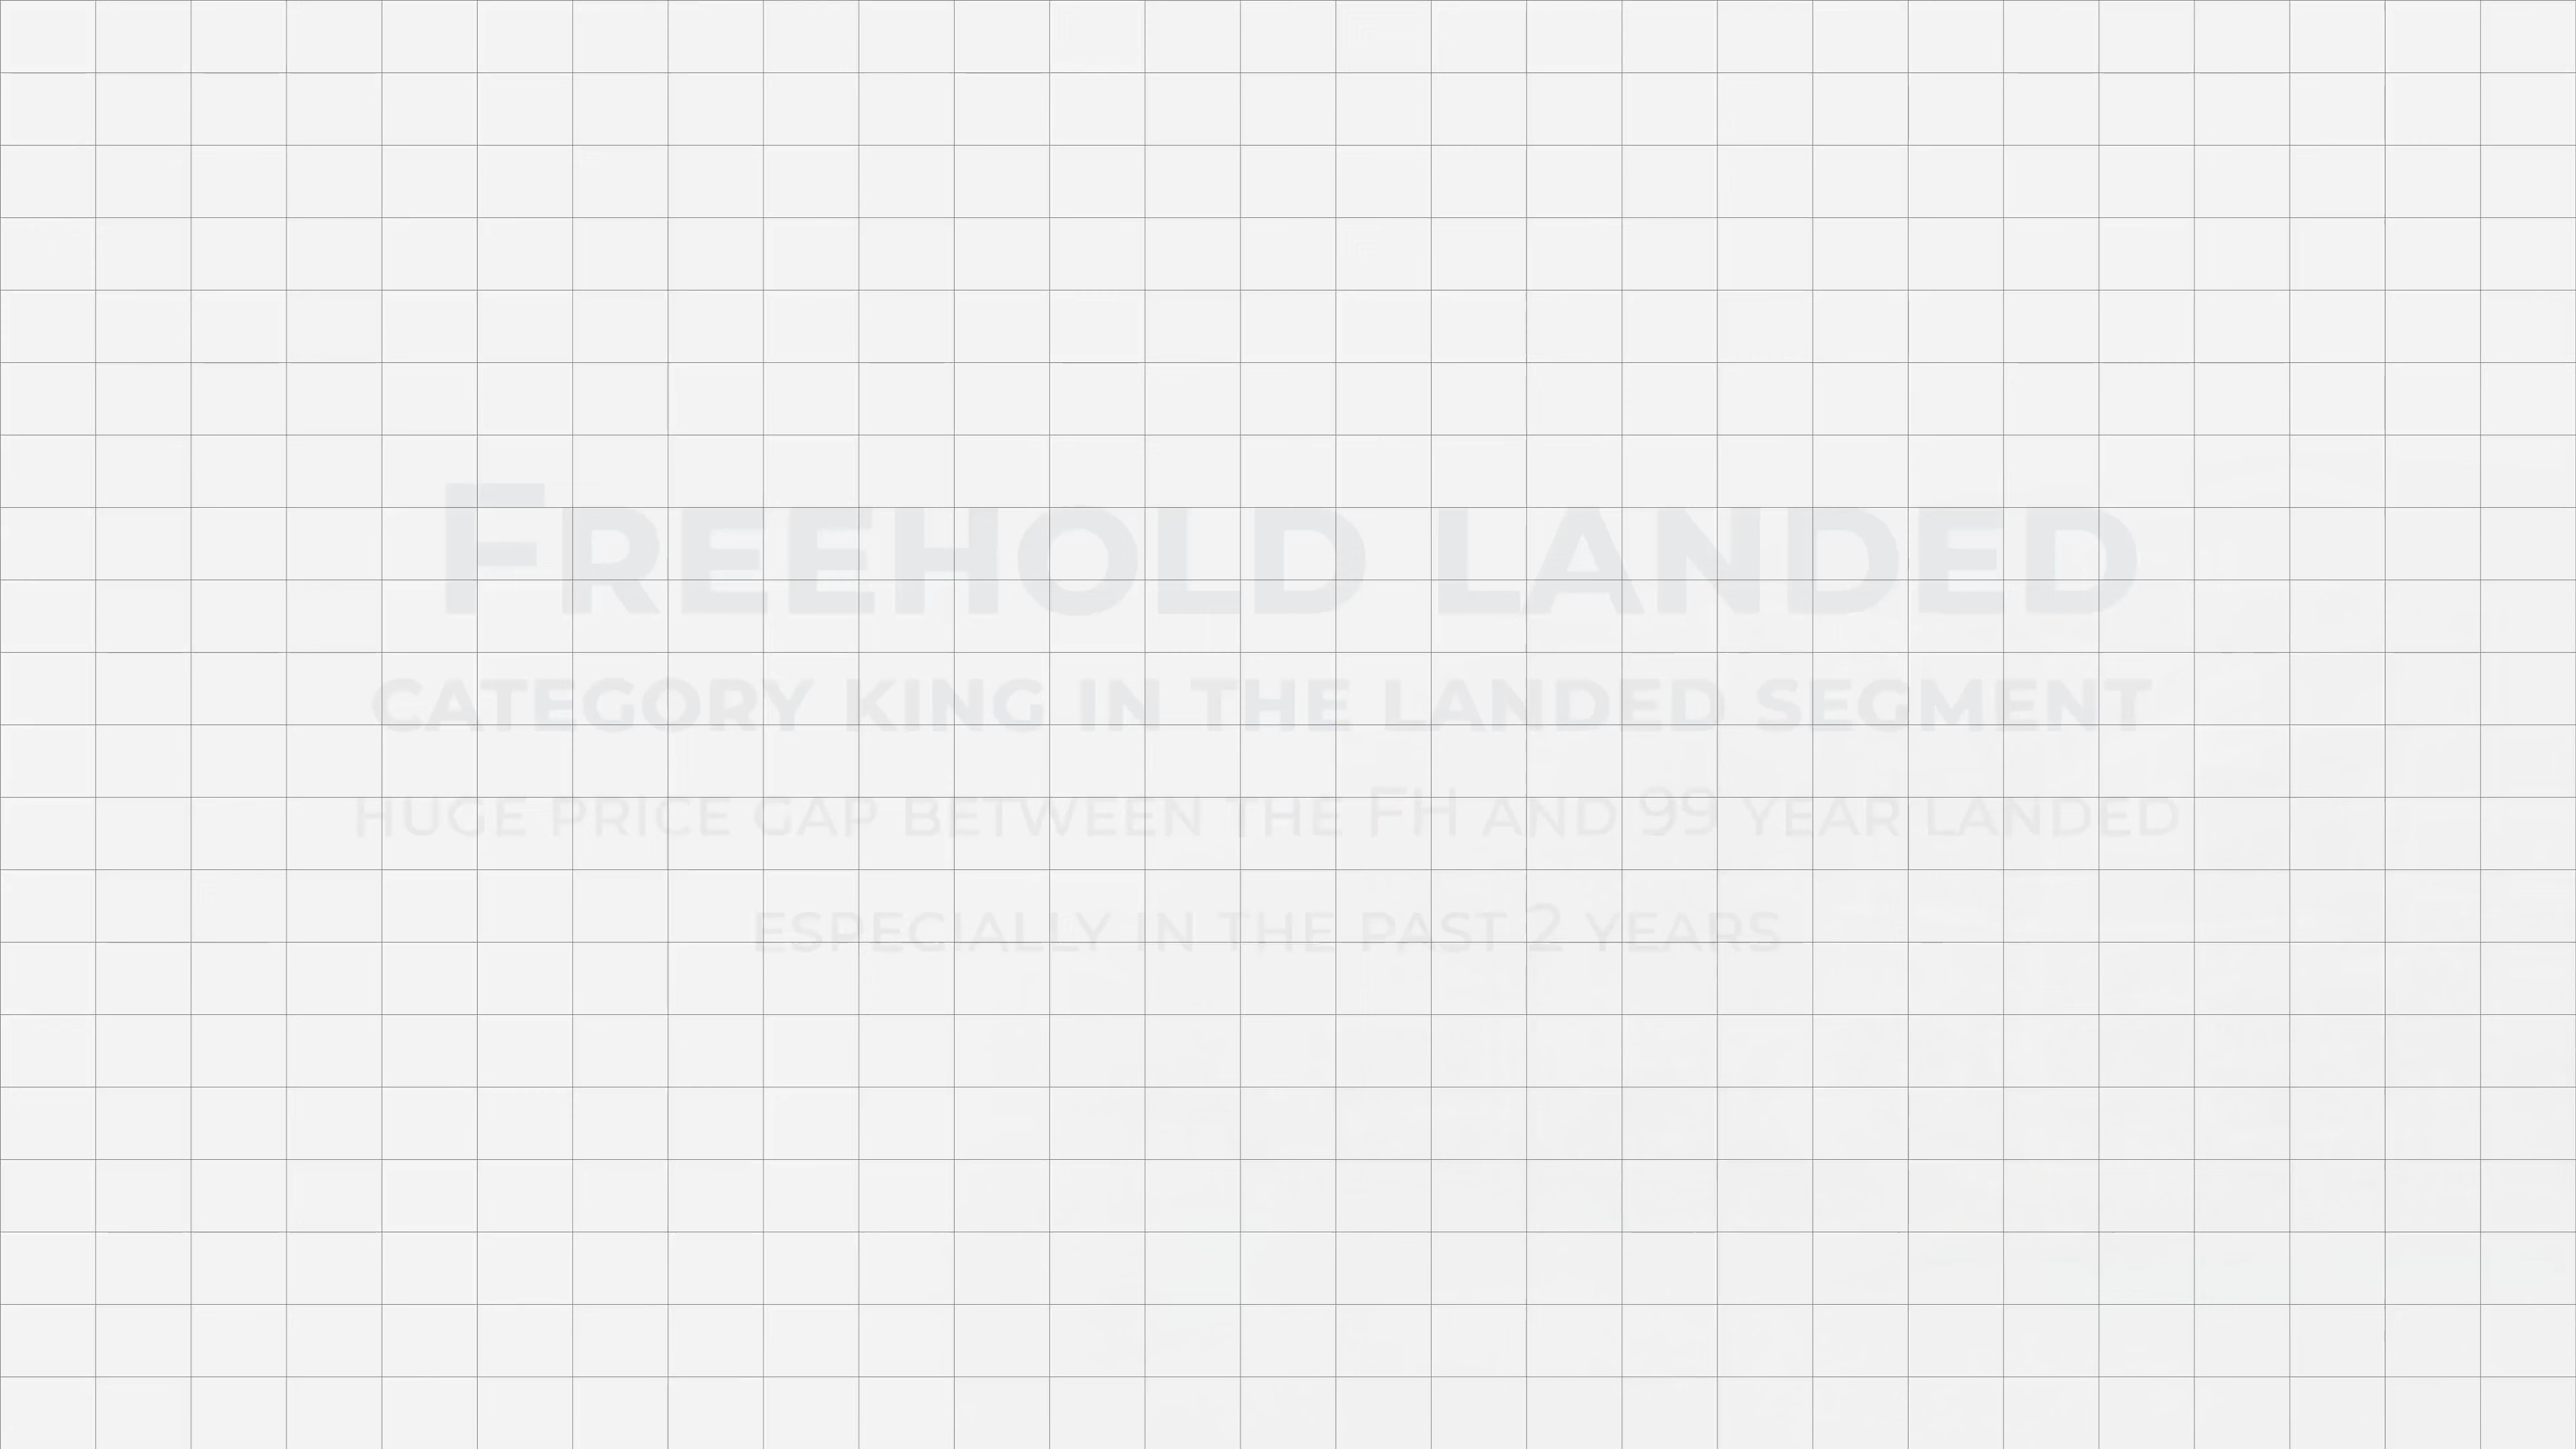 Freehold landed
category king in the landed segment
huge price gap between the FH and 99 year landed
especially in the past 2 years